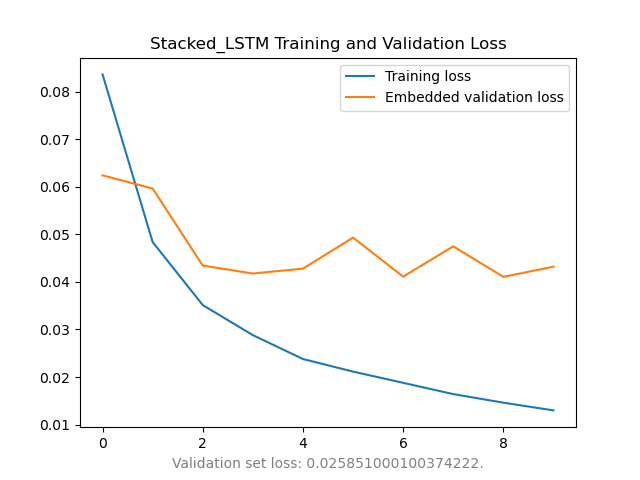 Stacked_LSTM Training and Validation Loss
Training loss
Embedded validation loss
0.08
0.07
0.06
0.05
0.04
0.03
0.02
0.01
0 2 4 6 8
Validation set loss: 0.025851000100374222.